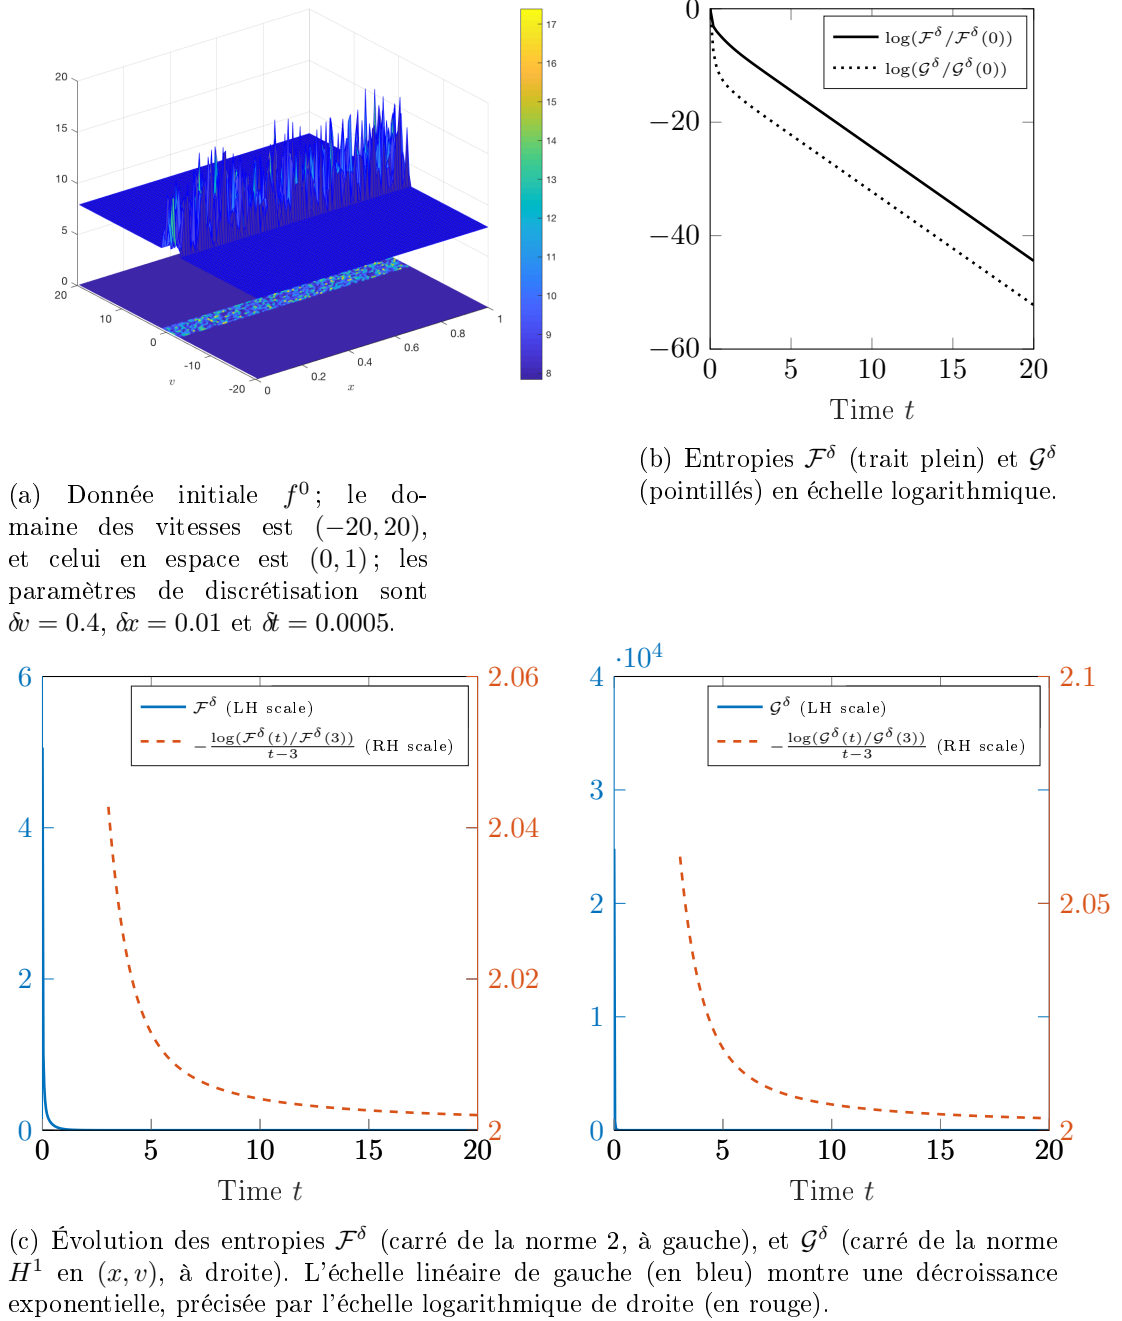 20
15
10
5
0
20
10
0
-10
-20
v
0
0.2
0.4
0.6
0.8
1
x
17
16
15
14
13
12
11
10
9
8
0
−20
−40
−60
0 5 10 15 20
Time t
log(ℱ^δ/ℱ^δ(0))
log(𝒢^δ/𝒢^δ(0))
(a) Donnée initiale f^0 ; le do-
maine des vitesses est (−20, 20),
et celui en espace est (0, 1) ; les
paramètres de discrétisation sont
δv = 0.4, δx = 0.01 et δt = 0.0005.
(b) Entropies ℱ^δ (trait plein) et 𝒢^δ
(pointillés) en échelle logarithmique.
6
4
2
0
2.06
2.04
2.02
2
ℱ^δ (LH scale)
−log(ℱ^δ(t)/ℱ^δ(3))/(t−3) (RH scale)
0 5 10 15 20
Time t
·10^4
4
3
2
1
0
2.1
2.05
2
𝒢^δ (LH scale)
−log(𝒢^δ(t)/𝒢^δ(3))/(t−3) (RH scale)
0 5 10 15 20
Time t
(c) Évolution des entropies ℱ^δ (carré de la norme 2, à gauche), et 𝒢^δ (carré de la norme
H^1 en (x, v), à droite). L'échelle linéaire de gauche (en bleu) montre une décroissance
exponentielle, précisée par l'échelle logarithmique de droite (en rouge).